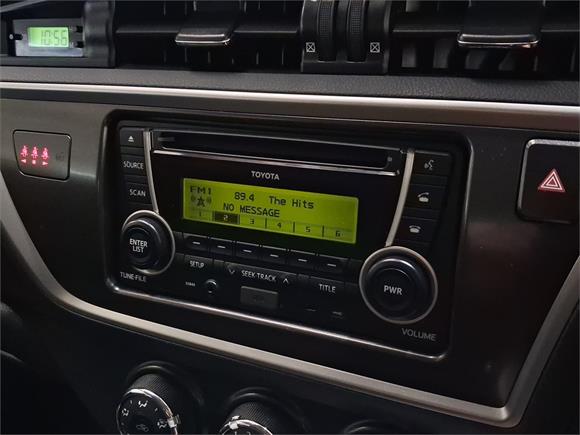 10:56
SOURCE
SCAN
TOYOTA
FM1
89.4 The Hits
NO MESSAGE
1 2 3 4 5 6
ENTER
LIST
TUNE•FILE
SETUP
SEEK TRACK
TITLE
PWR
VOLUME